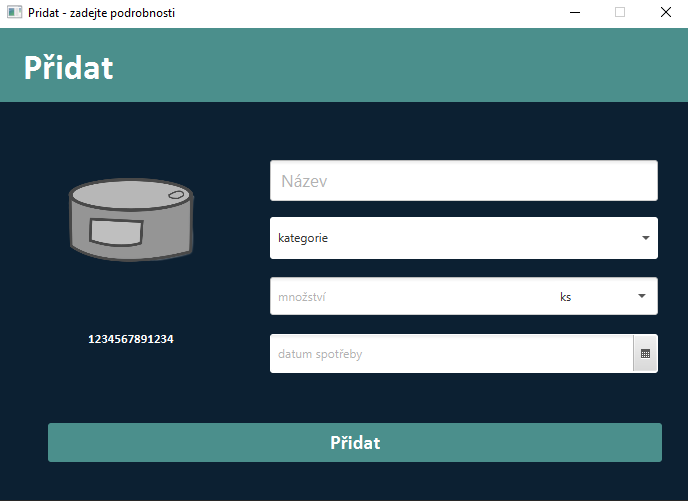 Pridat - zadejte podrobnosti
Přidat
Název
kategorie
množství ks
1234567891234
datum spotřeby
Přidat